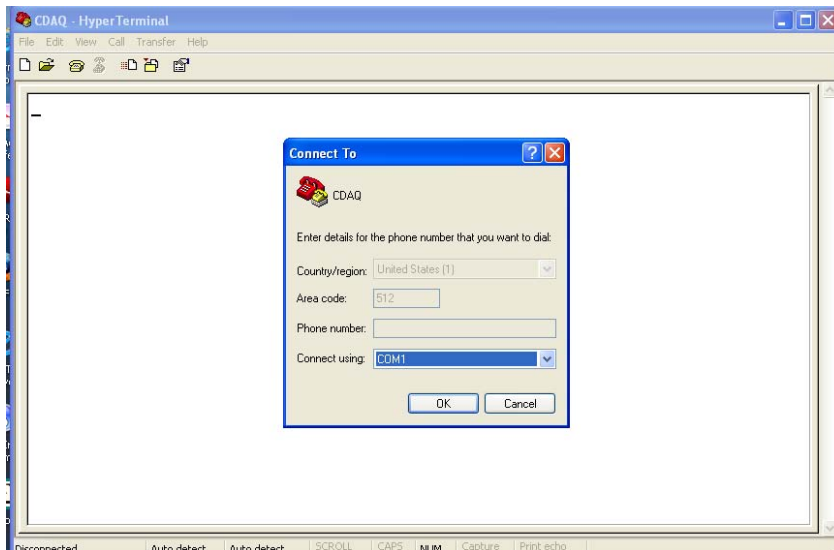 CDAQ - HyperTerminal
File Edit View Call Transfer Help
Connect To
CDAQ
Enter details for the phone number that you want to dial:
Country/region: United States (1)
Area code: 512
Phone number:
Connect using: COM1
OK Cancel
Disconnected Auto detect Auto detect SCROLL CAPS NUM Capture Print echo